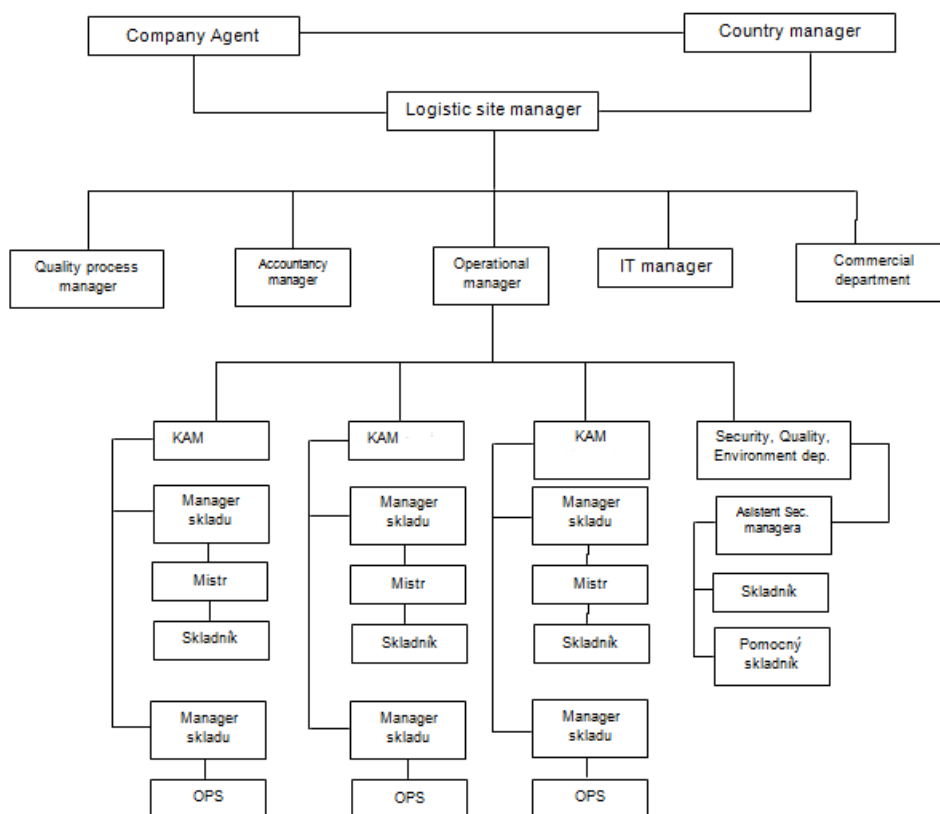 Company Agent
Country manager
Logistic site manager
Quality process
manager
Accountancy
manager
Operational
manager
IT manager
Commercial
department
KAM
KAM
KAM
Security, Quality,
Environment dep.
Manager
skladu
Manager
skladu
Manager
skladu
Asistent Sec.
managera
Mistr
Mistr
Mistr
Skladník
Skladník
Skladník
Skladník
Pomocný
skladník
Manager
skladu
Manager
skladu
Manager
skladu
OPS
OPS
OPS